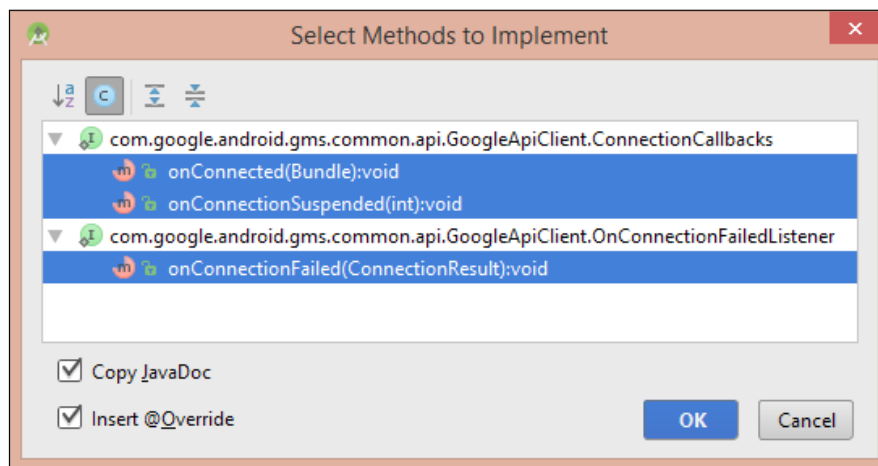 Select Methods to Implement
com.google.android.gms.common.api.GoogleApiClient.ConnectionCallbacks
onConnected(Bundle):void
onConnectionSuspended(int):void
com.google.android.gms.common.api.GoogleApiClient.OnConnectionFailedListener
onConnectionFailed(ConnectionResult):void
Copy JavaDoc
Insert @Override
OK Cancel